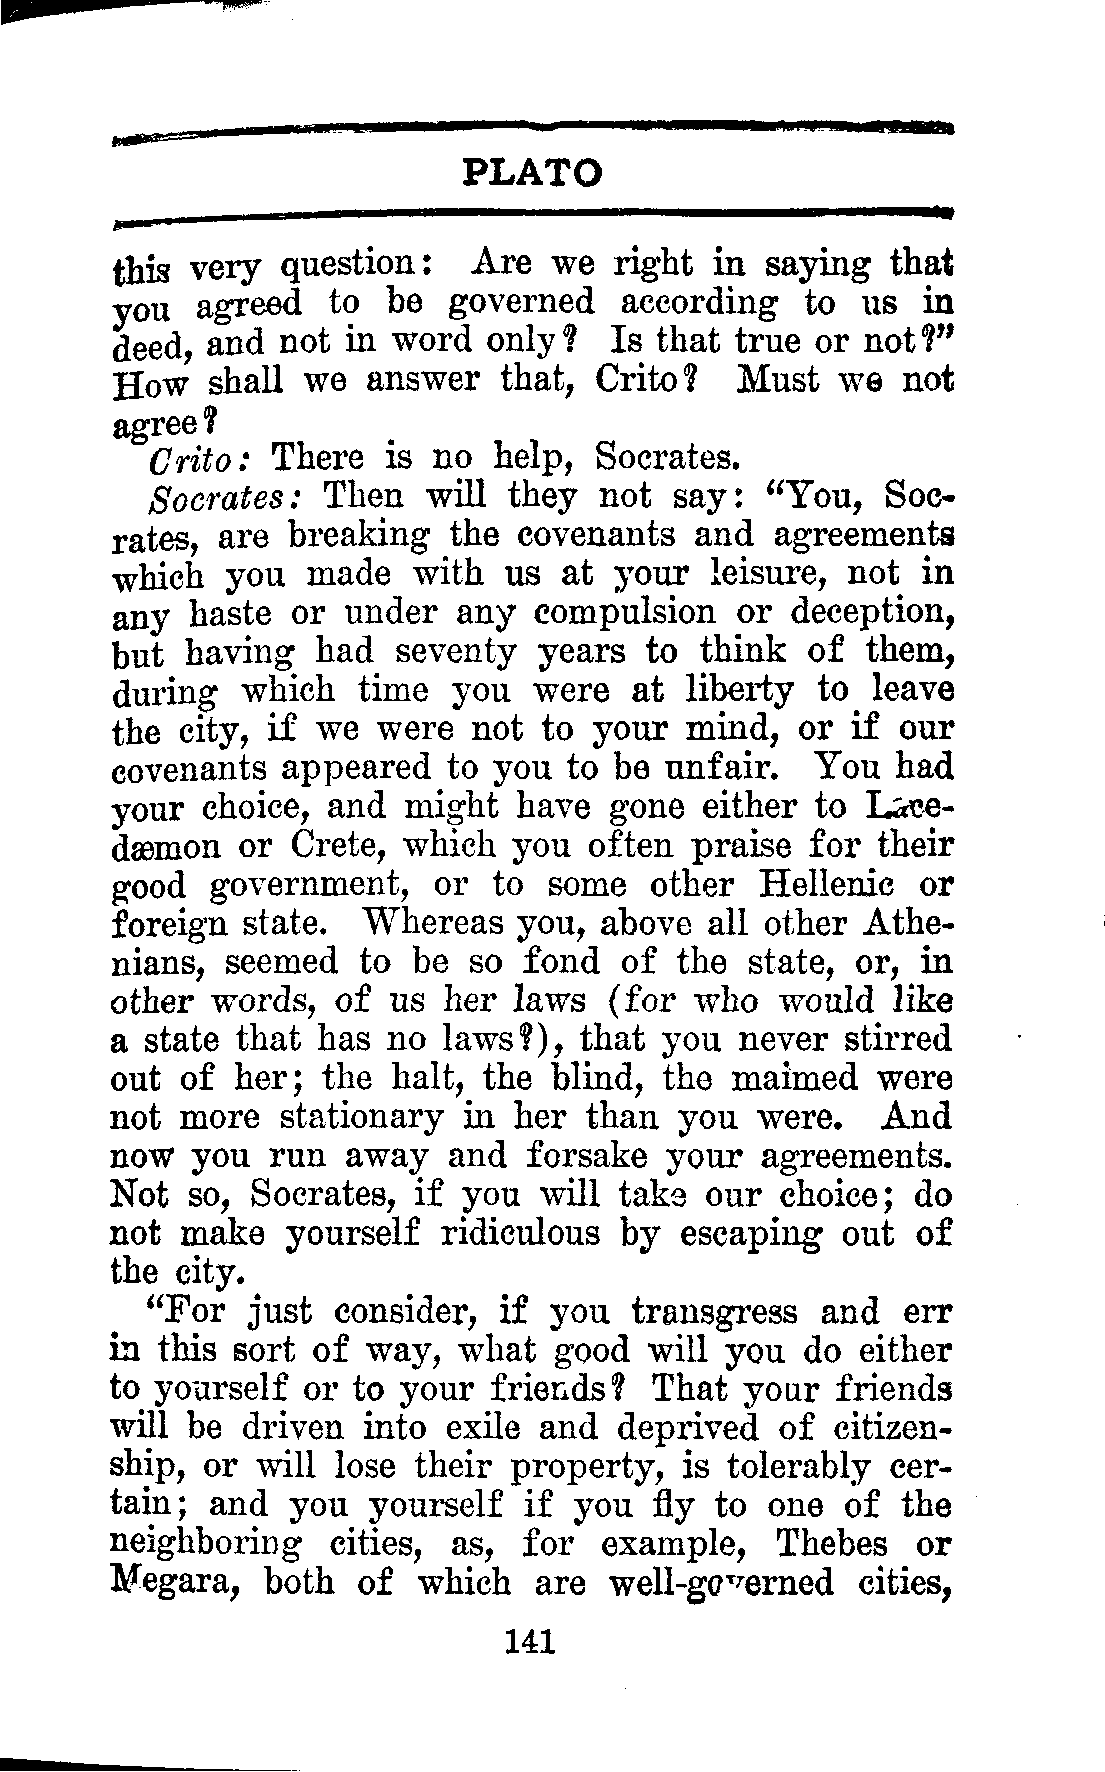 PLATO
this very question: Are we right in saying that
you agreed to be governed according to us in
deed, and not in word only? Is that true or not?"
How shall we answer that, Crito? Must we not
agree?
Crito: There is no help, Socrates.
Socrates: Then will they not say: "You, Soc-
rates, are breaking the covenants and agreements
which you made with us at your leisure, not in
any haste or under any compulsion or deception,
but having had seventy years to think of them,
during which time you were at liberty to leave
the city, if we were not to your mind, or if our
covenants appeared to you to be unfair. You had
your choice, and might have gone either to Lace-
dæmon or Crete, which you often praise for their
good government, or to some other Hellenic or
foreign state. Whereas you, above all other Athe-
nians, seemed to be so fond of the state, or, in
other words, of us her laws (for who would like
a state that has no laws?), that you never stirred
out of her; the halt, the blind, the maimed were
not more stationary in her than you were. And
now you run away and forsake your agreements.
Not so, Socrates, if you will take our choice; do
not make yourself ridiculous by escaping out of
the city.
"For just consider, if you transgress and err
in this sort of way, what good will you do either
to yourself or to your friends? That your friends
will be driven into exile and deprived of citizen-
ship, or will lose their property, is tolerably cer-
tain; and you yourself if you fly to one of the
neighboring cities, as, for example, Thebes or
Megara, both of which are well-governed cities,
141